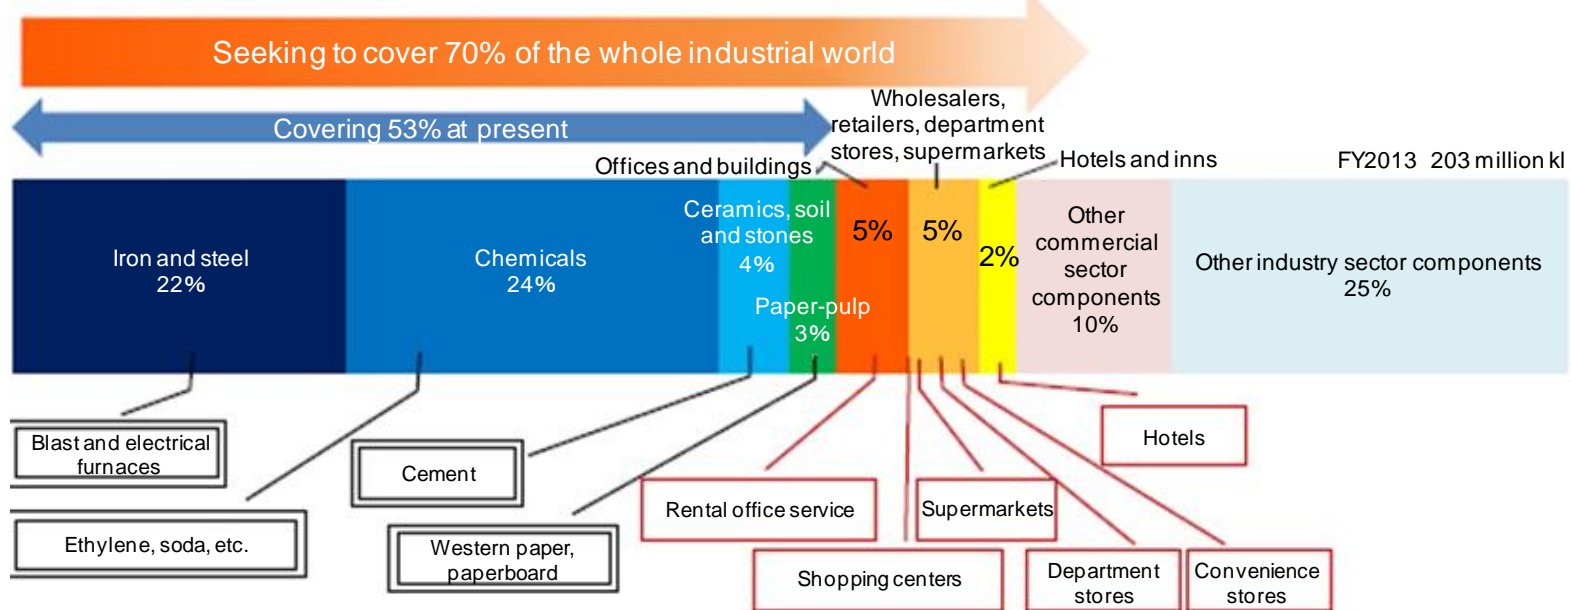 Seeking to cover 70% of the whole industrial world
Covering 53% at present
Wholesalers,
retailers, department
stores, supermarkets
Offices and buildings
Hotels and inns
FY2013 203 million kl
Iron and steel
22%
Chemicals
24%
Ceramics, soil
and stones
4%
Paper-pulp
3%
5%
5%
2%
Other
commercial
sector
components
10%
Other industry sector components
25%
Blast and electrical
furnaces
Ethylene, soda, etc.
Cement
Western paper,
paperboard
Rental office service
Shopping centers
Supermarkets
Department
stores
Convenience
stores
Hotels